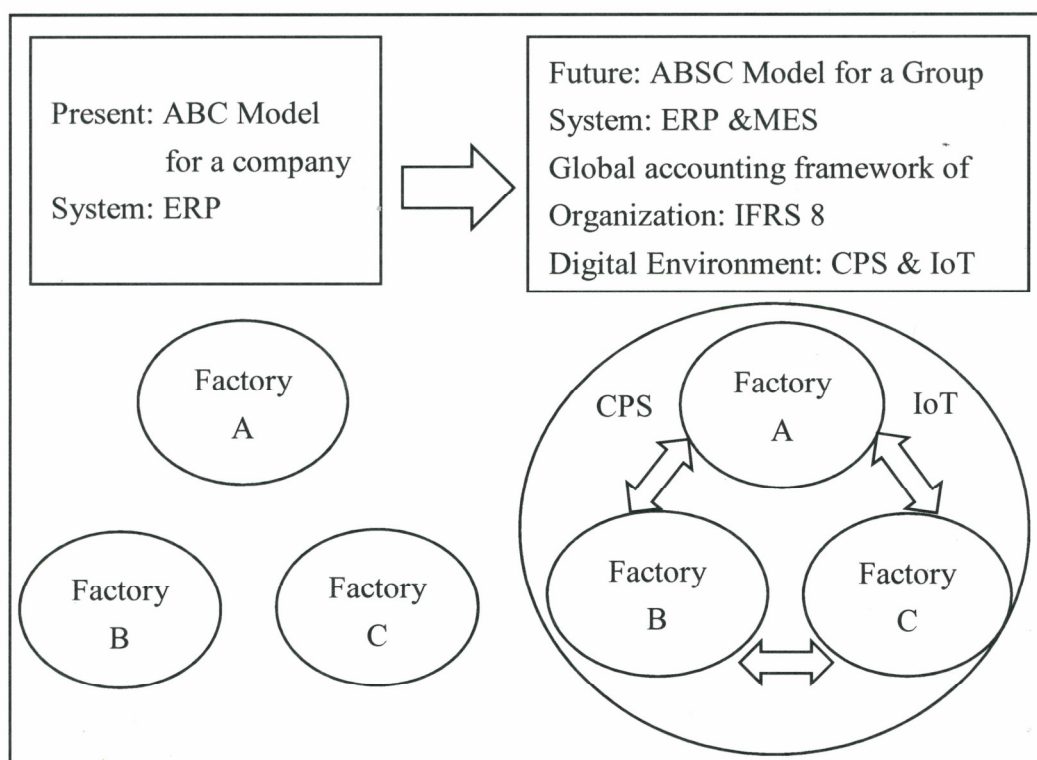 Present: ABC Model
for a company
System: ERP
Future: ABSC Model for a Group
System: ERP &MES
Global accounting framework of
Organization: IFRS 8
Digital Environment: CPS & IoT
Factory
A
Factory
B
Factory
C
CPS
Factory
A
IoT
Factory
B
Factory
C